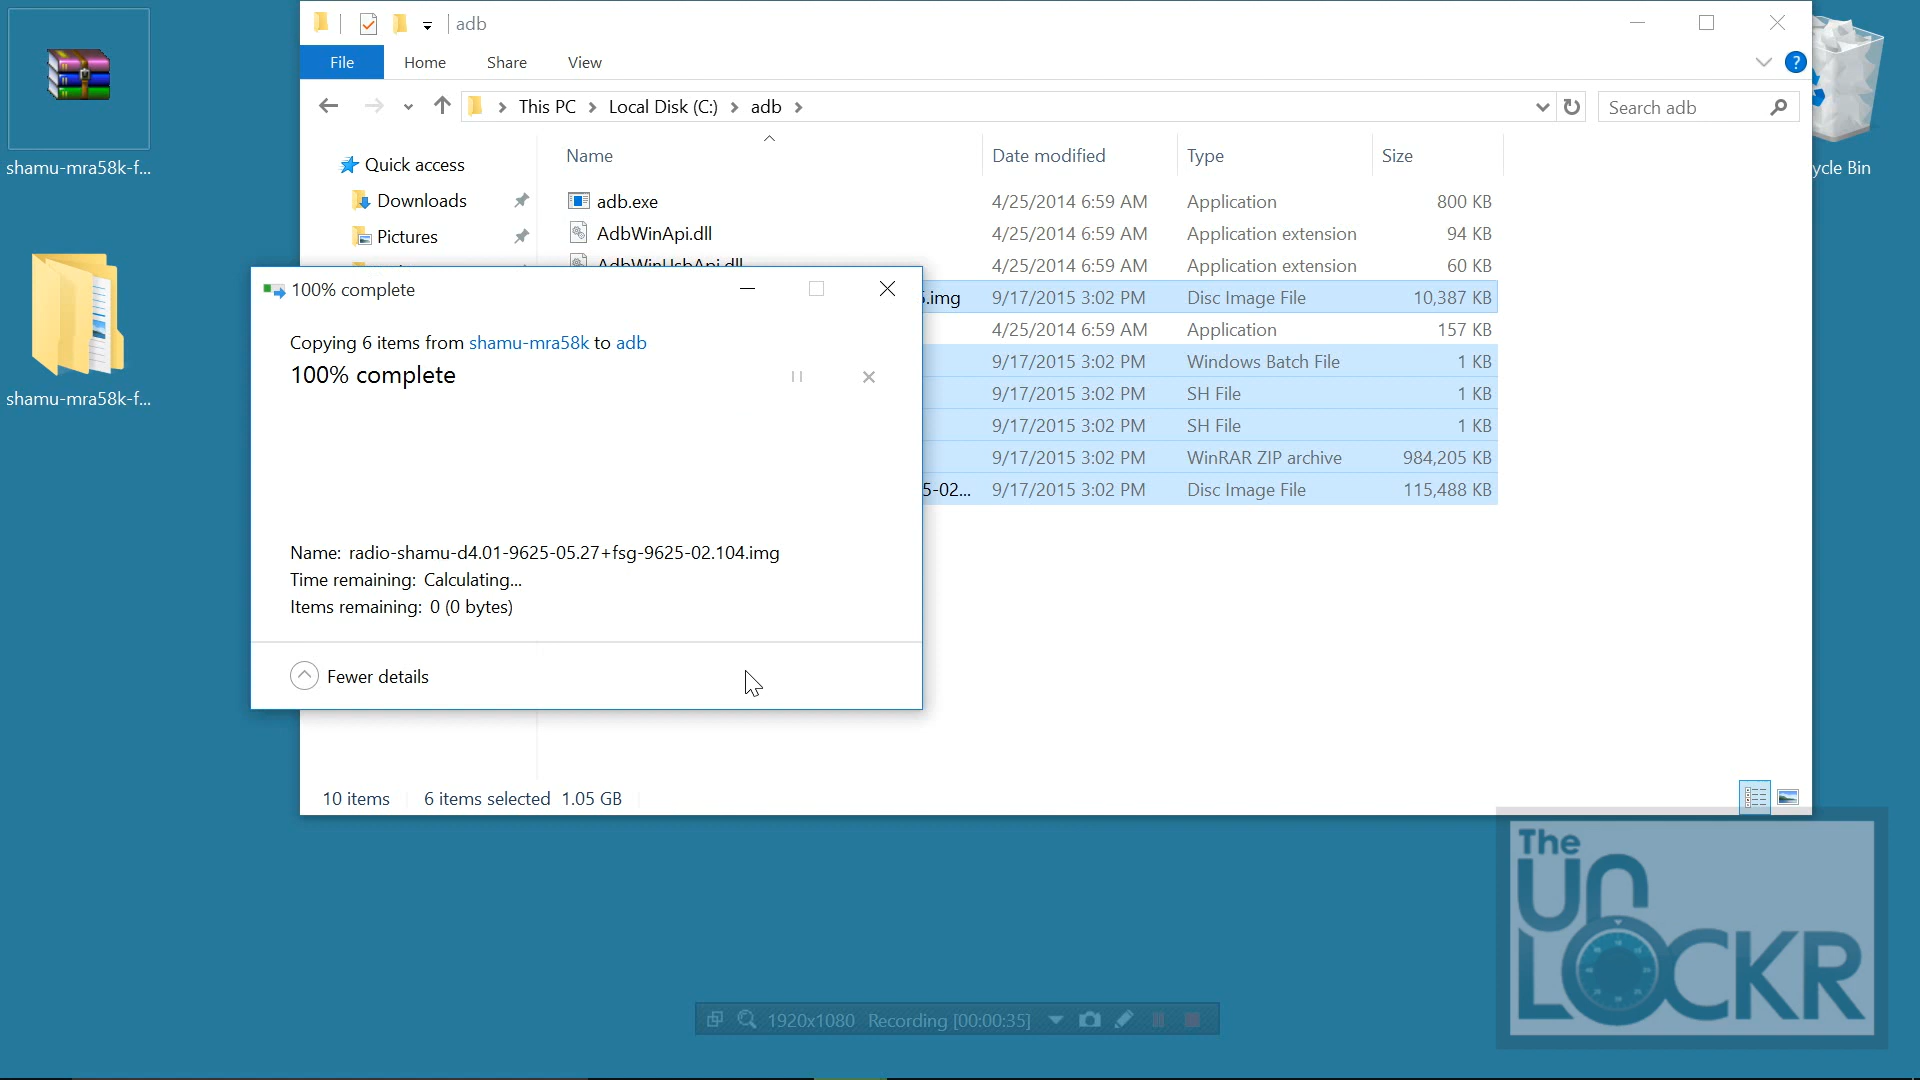 adb
File Home Share View
This PC Local Disk (C:) adb
Search adb
shamu-mra58k-f...
ycle Bin
Quick access
Downloads
Pictures
Name Date modified Type Size
adb.exe 4/25/2014 6:59 AM Application 800 KB
AdbWinApi.dll 4/25/2014 6:59 AM Application extension 94 KB
AdbWinUsbApi.dll 4/25/2014 6:59 AM Application extension 60 KB
.img 9/17/2015 3:02 PM Disc Image File 10,387 KB
4/25/2014 6:59 AM Application 157 KB
9/17/2015 3:02 PM Windows Batch File 1 KB
9/17/2015 3:02 PM SH File 1 KB
9/17/2015 3:02 PM SH File 1 KB
9/17/2015 3:02 PM WinRAR ZIP archive 984,205 KB
5-02... 9/17/2015 3:02 PM Disc Image File 115,488 KB
100% complete
Copying 6 items from shamu-mra58k to adb
100% complete
Name: radio-shamu-d4.01-9625-05.27+fsg-9625-02.104.img
Time remaining: Calculating...
Items remaining: 0 (0 bytes)
Fewer details
shamu-mra58k-f...
10 items 6 items selected 1.05 GB
The
UN
LOCKR
1920x1080 Recording [00:00:35]